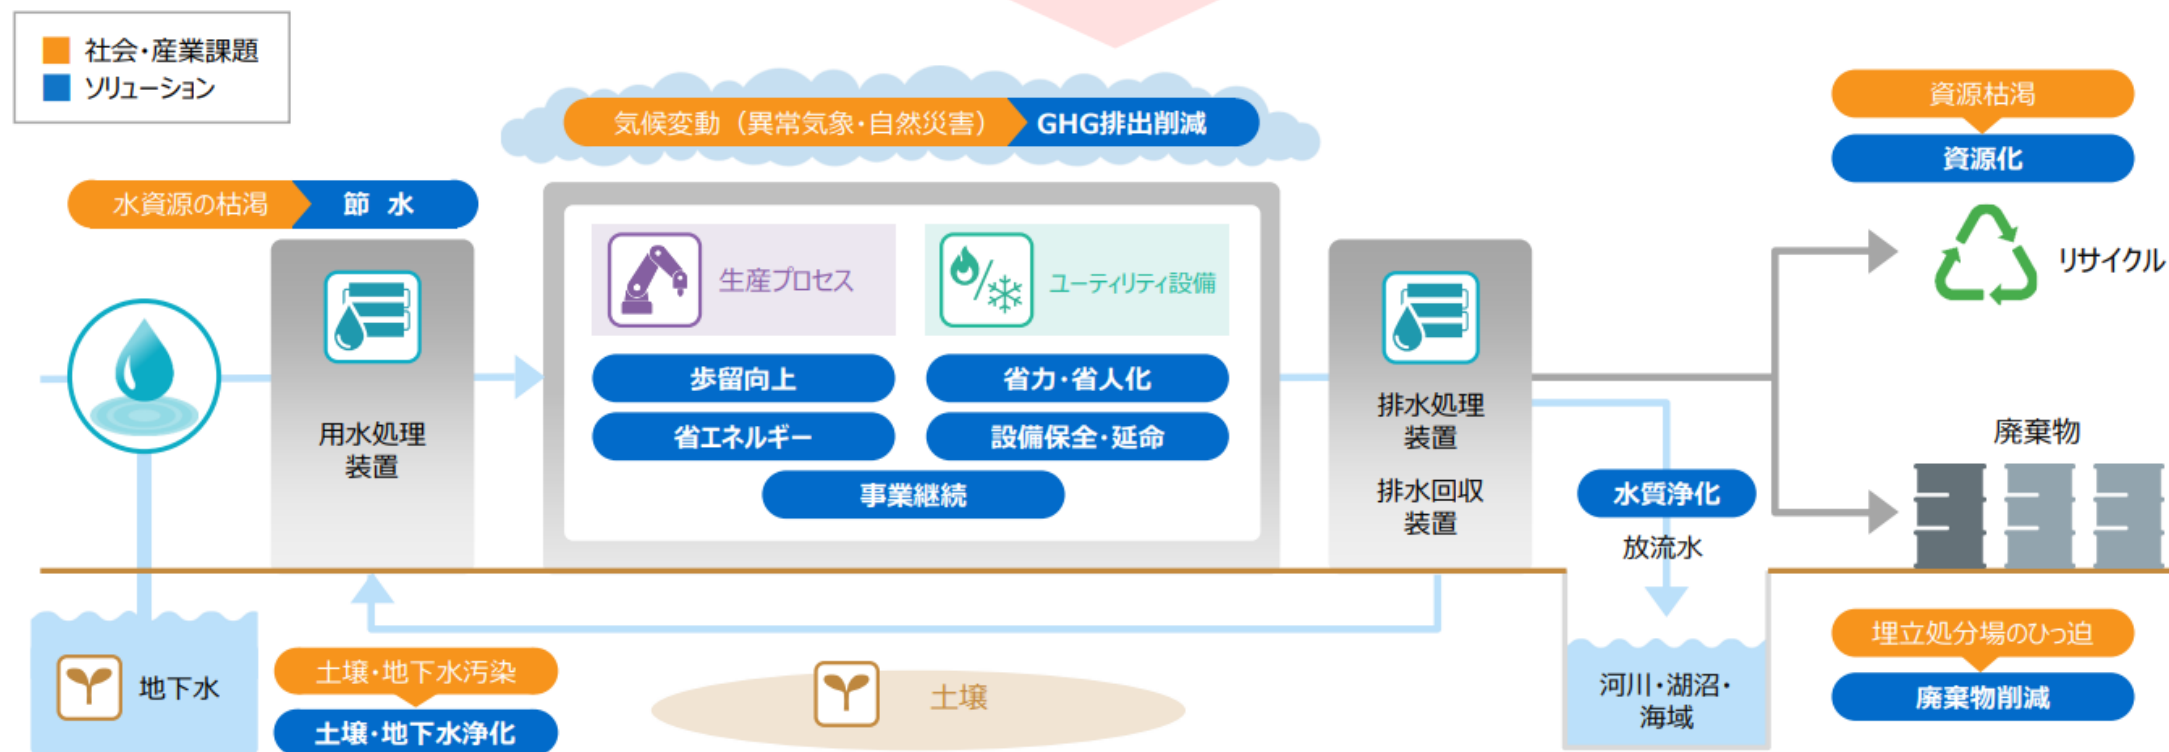 社会・産業課題
ソリューション
気候変動（異常気象・自然災害）
GHG排出削減
資源枯渇
資源化
水資源の枯渇
節 水
生産プロセス
ユーティリティ設備
リサイクル
用水処理
装置
歩留向上
省力・省人化
省エネルギー
設備保全・延命
事業継続
排水処理
装置
排水回収
装置
水質浄化
放流水
廃棄物
地下水
土壌・地下水汚染
土壌・地下水浄化
土壌
河川・湖沼・
海域
埋立処分場のひっ迫
廃棄物削減